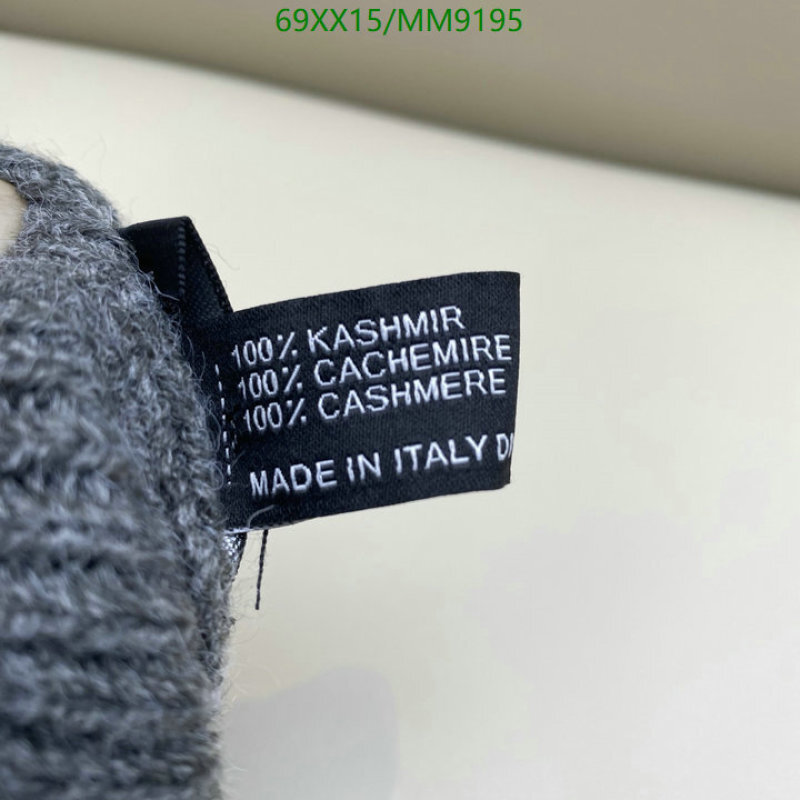 69XX15/MM9195
100% KASHMIR
100% CACHEMIRE
100% CASHMERE
MADE IN ITALY